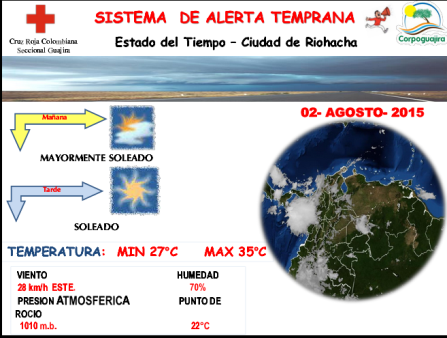 SISTEMA DE ALERTA TEMPRANA
Cruz Roja Colombiana
Seccional Guajira
Estado del Tiempo – Ciudad de Riohacha
Corpoguajira
02- AGOSTO- 2015
Mañana
MAYORMENTE SOLEADO
Tarde
SOLEADO
TEMPERATURA: MIN 27°C MAX 35°C
VIENTO HUMEDAD
28 km/h ESTE. 70%
PRESION ATMOSFERICA PUNTO DE
ROCIO
1010 m.b. 22°C